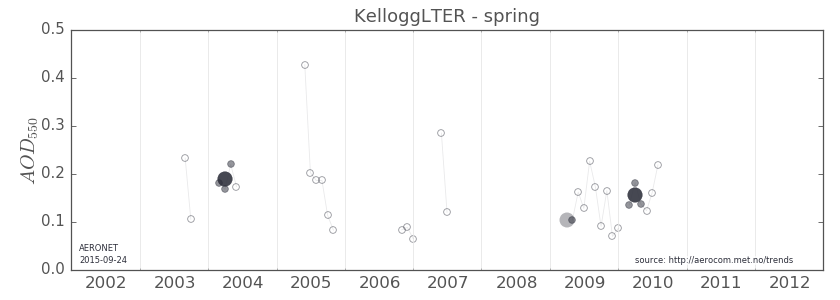 KelloggLTER - spring
0.5
0.4
0.3
0.2
0.1
0.0
AOD550
AERONET
2015-09-24
source: http://aerocom.met.no/trends
2002 2003 2004 2005 2006 2007 2008 2009 2010 2011 2012